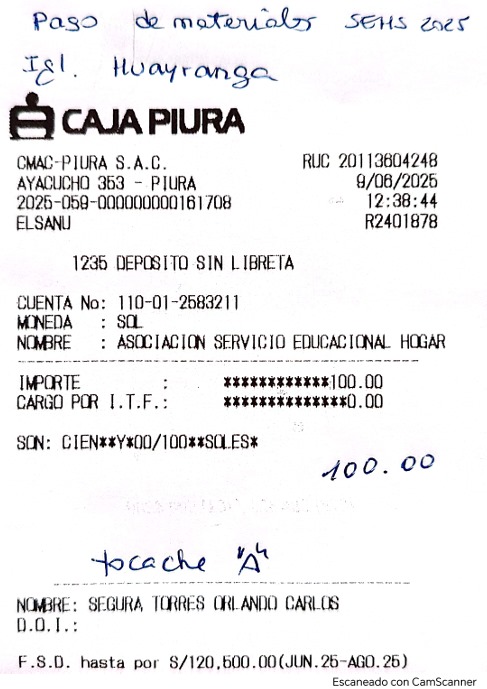 Pago de materiales SEHS 2025
Igl. Huayranga
CAJA PIURA
CMAC-PIURA S.A.C. RUC 20113604248
AYACUCHO 353 - PIURA 9/06/2025
2025-059-000000000161708 12:38:44
ELSANU R2401878
1235 DEPOSITO SIN LIBRETA
CUENTA No: 110-01-2583211
MONEDA : SOL
NOMBRE : ASOCIACION SERVICIO EDUCACIONAL HOGAR
IMPORTE : ************100.00
CARGO POR I.T.F.: **************0.00
SON: CIEN**Y*00/100**SOLES*
100.00
tocache "A"
NOMBRE: SEGURA TORRES ORLANDO CARLOS
D.O.I.:
F.S.D. hasta por S/120,500.00(JUN.25-AGO.25)
Escaneado con CamScanner